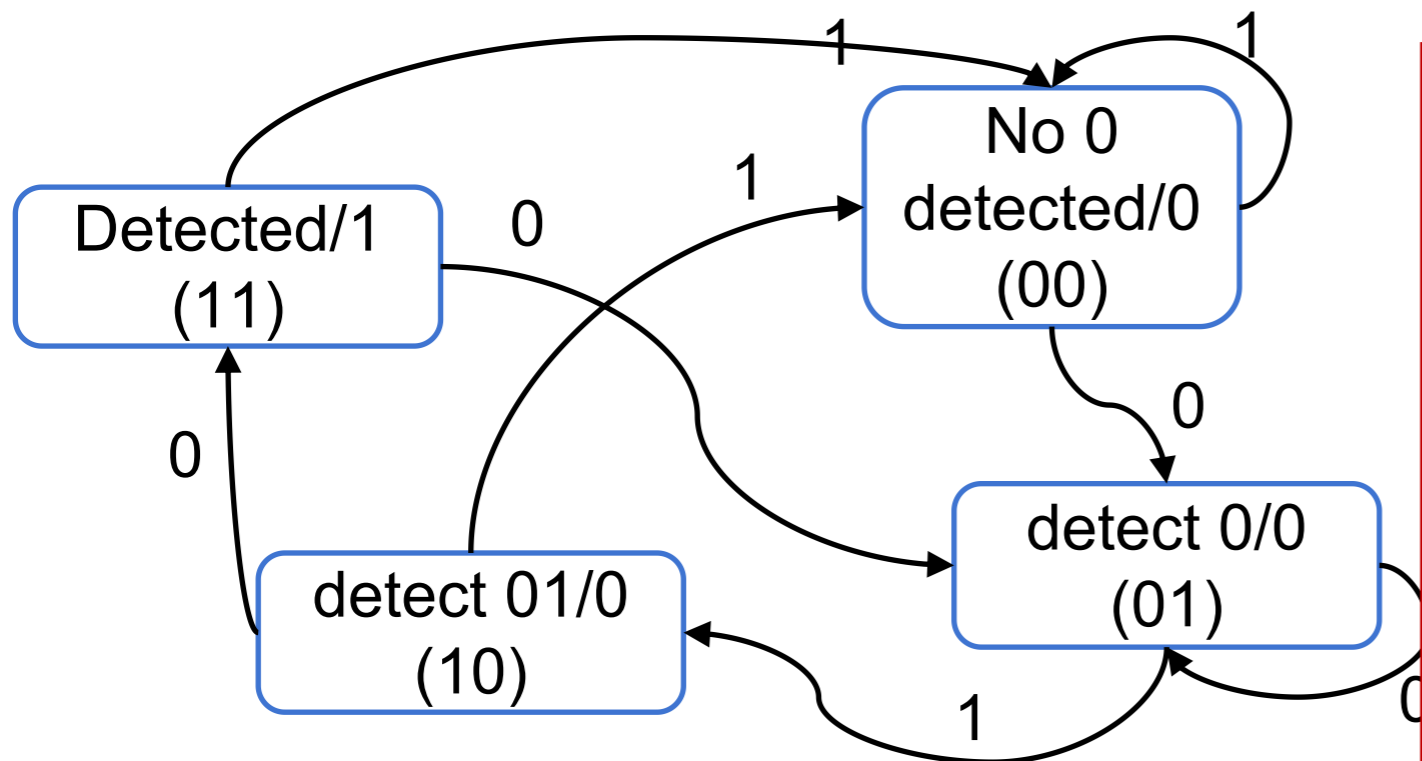 1
1
No 0
detected/0
(00)
1
Detected/1
(11)
0
0
0
detect 0/0
(01)
detect 01/0
(10)
1
0